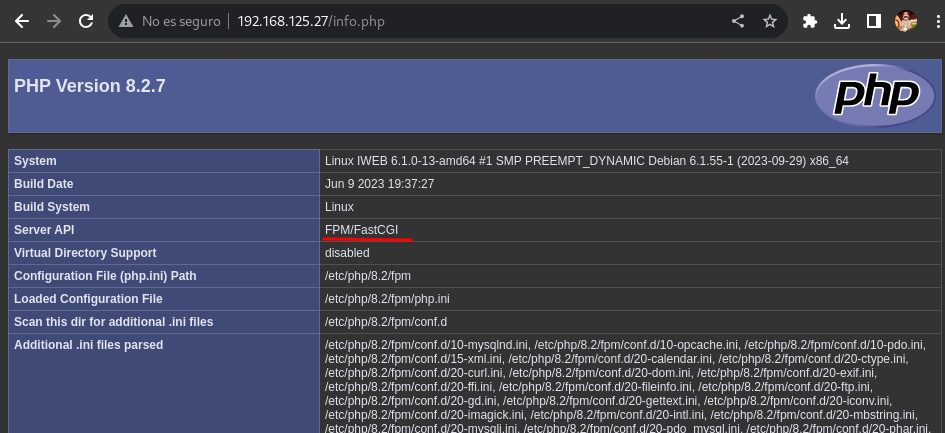 No es seguro 192.168.125.27/info.php
PHP Version 8.2.7
php
System Linux IWEB 6.1.0-13-amd64 #1 SMP PREEMPT_DYNAMIC Debian 6.1.55-1 (2023-09-29) x86_64
Build Date Jun 9 2023 19:37:27
Build System Linux
Server API FPM/FastCGI
Virtual Directory Support disabled
Configuration File (php.ini) Path /etc/php/8.2/fpm
Loaded Configuration File /etc/php/8.2/fpm/php.ini
Scan this dir for additional .ini files /etc/php/8.2/fpm/conf.d
Additional .ini files parsed /etc/php/8.2/fpm/conf.d/10-mysqlnd.ini, /etc/php/8.2/fpm/conf.d/10-opcache.ini, /etc/php/8.2/fpm/conf.d/10-pdo.ini,
/etc/php/8.2/fpm/conf.d/15-xml.ini, /etc/php/8.2/fpm/conf.d/20-calendar.ini, /etc/php/8.2/fpm/conf.d/20-ctype.ini,
/etc/php/8.2/fpm/conf.d/20-curl.ini, /etc/php/8.2/fpm/conf.d/20-dom.ini, /etc/php/8.2/fpm/conf.d/20-exif.ini,
/etc/php/8.2/fpm/conf.d/20-ffi.ini, /etc/php/8.2/fpm/conf.d/20-fileinfo.ini, /etc/php/8.2/fpm/conf.d/20-ftp.ini,
/etc/php/8.2/fpm/conf.d/20-gd.ini, /etc/php/8.2/fpm/conf.d/20-gettext.ini, /etc/php/8.2/fpm/conf.d/20-iconv.ini,
/etc/php/8.2/fpm/conf.d/20-imagick.ini, /etc/php/8.2/fpm/conf.d/20-intl.ini, /etc/php/8.2/fpm/conf.d/20-mbstring.ini,
/etc/php/8.2/fpm/conf.d/20-mysqli.ini, /etc/php/8.2/fpm/conf.d/20-pdo_mysql.ini, /etc/php/8.2/fpm/conf.d/20-phar.ini,